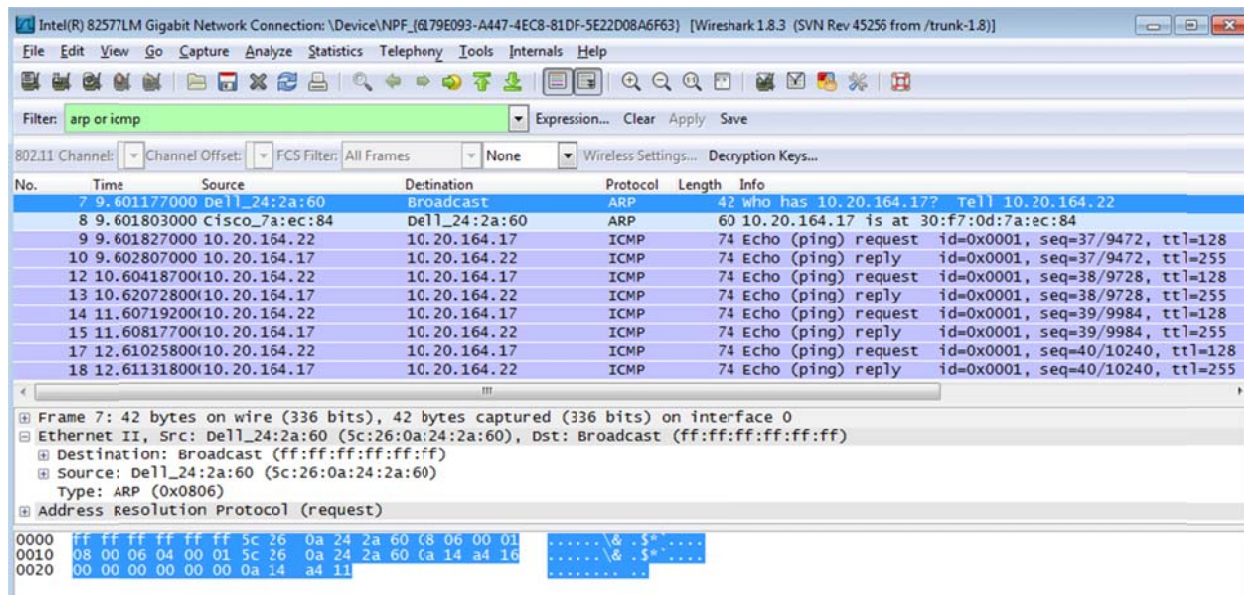 Intel(R) 82577LM Gigabit Network Connection: \Device\NPF_{6179E093-A447-4EC8-81DF-5E22D08A6F63} [Wireshark 1.8.3 (SVN Rev 45256 from /trunk-1.8)]
File Edit View Go Capture Analyze Statistics Telephony Tools Internals Help
Filter: arp or icmp Expression... Clear Apply Save
802.11 Channel: Channel Offset: FCS Filter: All Frames None Wireless Settings... Decryption Keys...
No. Time Source Destination Protocol Length Info
7 9.601177000 Dell_24:2a:60 Broadcast ARP 42 Who has 10.20.164.17? Tell 10.20.164.22
8 9.601803000 Cisco_7a:ec:84 Dell_24:2a:60 ARP 60 10.20.164.17 is at 30:f7:0d:7a:ec:84
9 9.601827000 10.20.164.22 10.20.164.17 ICMP 74 Echo (ping) request id=0x0001, seq=37/9472, ttl=128
10 9.602807000 10.20.164.17 10.20.164.22 ICMP 74 Echo (ping) reply id=0x0001, seq=37/9472, ttl=255
12 10.604187000 10.20.164.22 10.20.164.17 ICMP 74 Echo (ping) request id=0x0001, seq=38/9728, ttl=128
13 10.620728000 10.20.164.17 10.20.164.22 ICMP 74 Echo (ping) reply id=0x0001, seq=38/9728, ttl=255
14 11.607192000 10.20.164.22 10.20.164.17 ICMP 74 Echo (ping) request id=0x0001, seq=39/9984, ttl=128
15 11.608177000 10.20.164.17 10.20.164.22 ICMP 74 Echo (ping) reply id=0x0001, seq=39/9984, ttl=255
17 12.610258000 10.20.164.22 10.20.164.17 ICMP 74 Echo (ping) request id=0x0001, seq=40/10240, ttl=128
18 12.611318000 10.20.164.17 10.20.164.22 ICMP 74 Echo (ping) reply id=0x0001, seq=40/10240, ttl=255
Frame 7: 42 bytes on wire (336 bits), 42 bytes captured (336 bits) on interface 0
Ethernet II, Src: Dell_24:2a:60 (5c:26:0a:24:2a:60), Dst: Broadcast (ff:ff:ff:ff:ff:ff)
Destination: Broadcast (ff:ff:ff:ff:ff:ff)
Source: Dell_24:2a:60 (5c:26:0a:24:2a:60)
Type: ARP (0x0806)
Address Resolution Protocol (request)
0000 ff ff ff ff ff ff 5c 26 0a 24 2a 60 08 06 00 01 ......\& .$*`....
0010 08 00 06 04 00 01 5c 26 0a 24 2a 60 0a 14 a4 16 ......\& .$*`....
0020 00 00 00 00 00 00 0a 14 a4 11 ........ ..